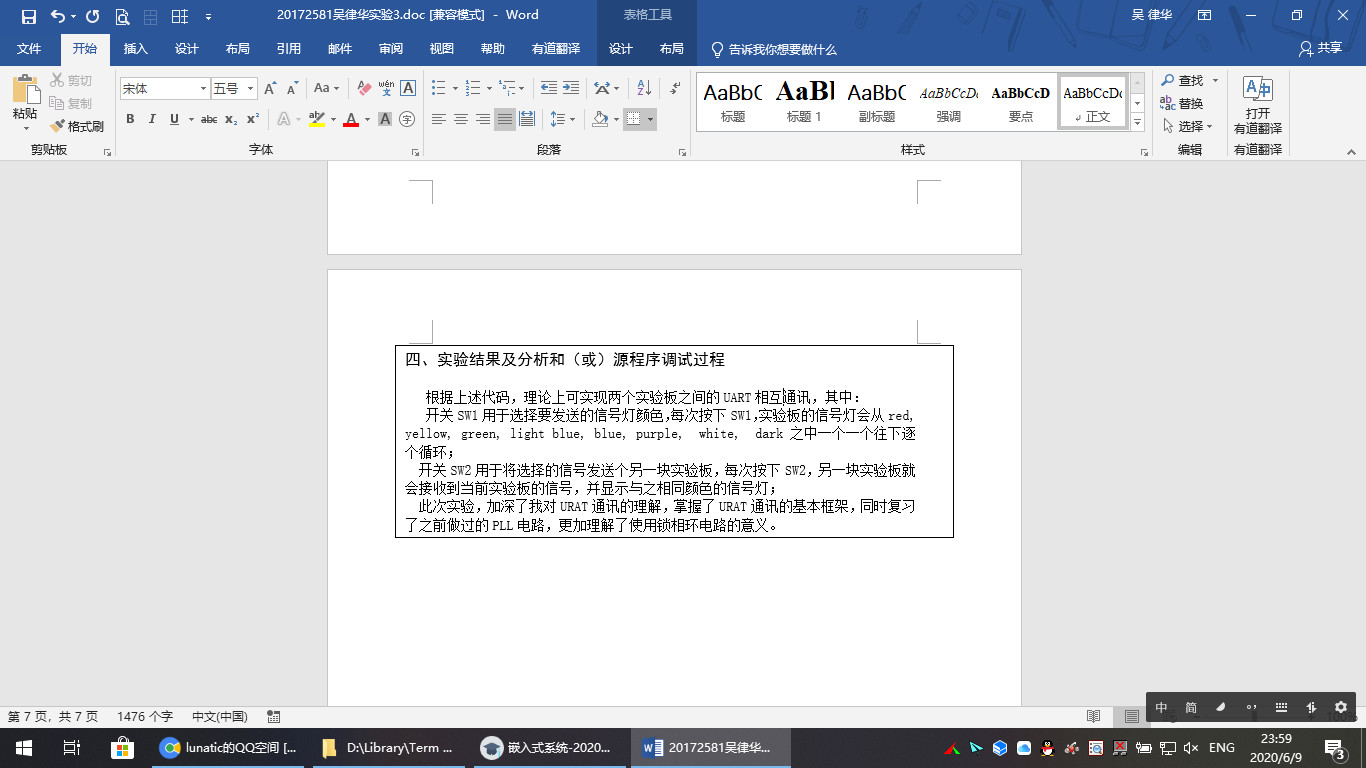 20172581吴律华实验3.doc [兼容模式] - Word
表格工具
吴 律华
文件 开始 插入 设计 布局 引用 邮件 审阅 视图 帮助 有道翻译 设计 布局 告诉我你想要做什么 共享
粘贴 剪切 复制 格式刷
宋体 五号
AaBbC 标题
AaBl 标题 1
AaBbC 副标题
AaBbCcDc 强调
AaBbCcD 要点
AaBbCcDc 正文
查找 替换 选择
打开 有道翻译
剪贴板 字体 段落 样式 编辑 有道翻译
四、实验结果及分析和（或）源程序调试过程
根据上述代码，理论上可实现两个实验板之间的 UART 相互通讯，其中：
开关 SW1 用于选择要发送的信号灯颜色，每次按下 SW1，实验板的信号灯会从 red,
yellow, green, light blue, blue, purple, white, dark 之中一个一个往下逐
个循环；
开关 SW2 用于将选择的信号发送个另一块实验板，每次按下 SW2，另一块实验板就
会接收到当前实验板的信号，并显示与之相同颜色的信号灯；
此次实验，加深了我对 URAT 通讯的理解，掌握了 URAT 通讯的基本框架，同时复习
了之前做过的 PLL 电路，更加理解了使用锁相环电路的意义。
第 7 页，共 7 页 1476 个字 中文(中国)
中 简
lunatic的QQ空间 [... D:\Library\Term ... 嵌入式系统-2020... 20172581吴律华... ENG
23:59
2020/6/9
3